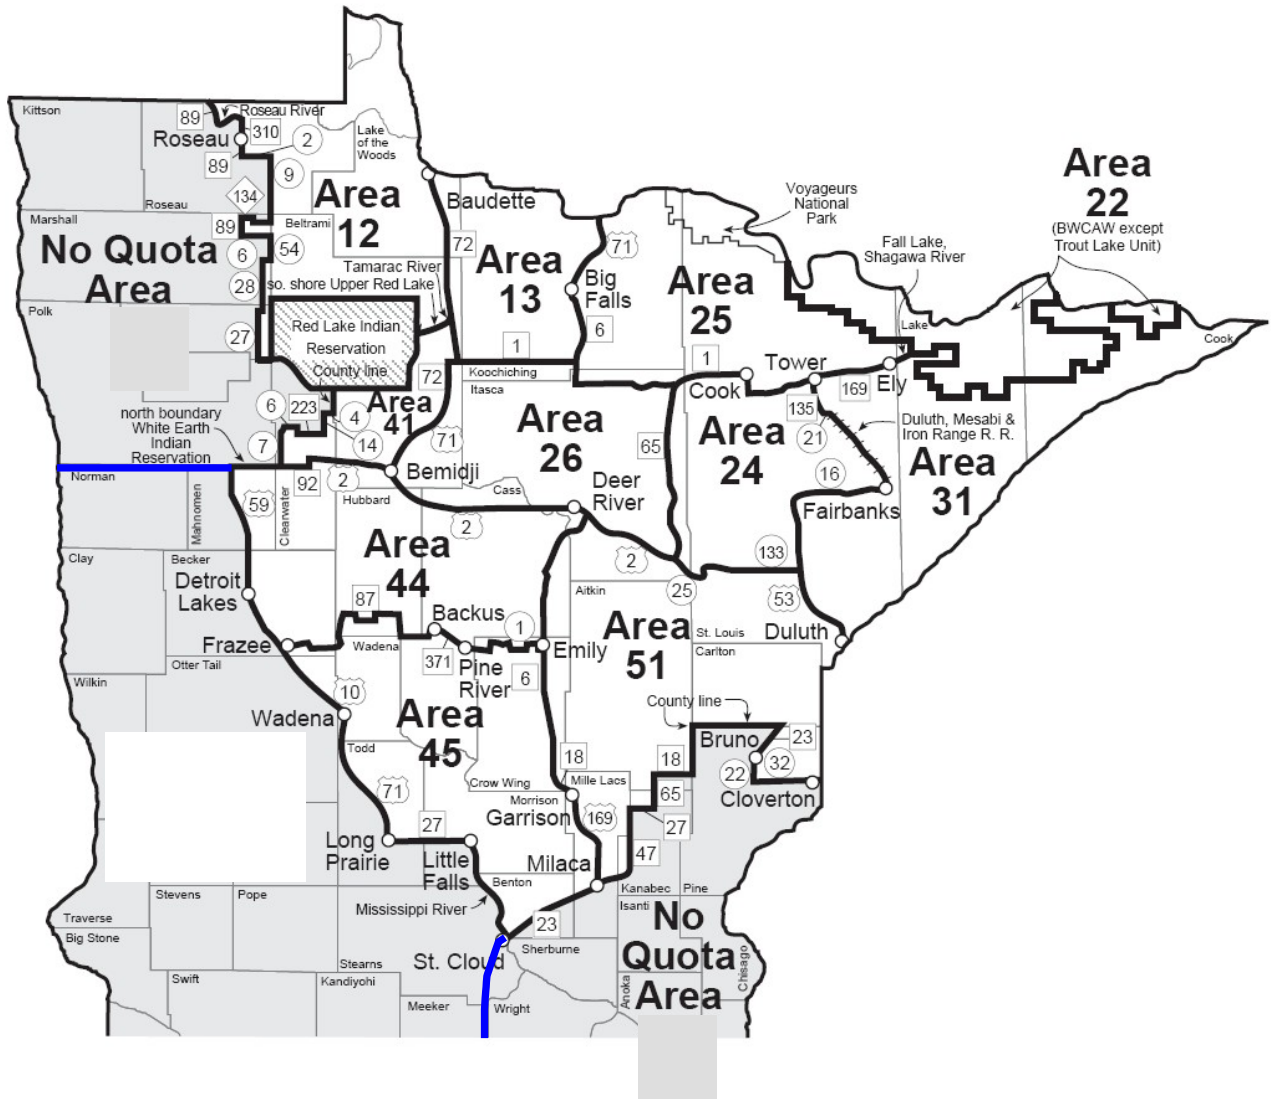 Kittson
89
Roseau River
310
Roseau
2
Lake
of the
Woods
89
9
134
Roseau
Area
12
Baudette
Voyageurs
National
Park
Area
22
(BWCAW except
Trout Lake Unit)
Marshall
89
Beltrami
No Quota
Area
6
54
28
72
71
Fall Lake,
Shagawa River
Tamarac River
so. shore Upper Red Lake
Area
13
Big
Falls
Area
25
Polk
27
Red Lake Indian
Reservation
County line
6
1
1
Lake
Cook
72
Koochiching
Itasca
Tower
Cook
169
Ely
north boundary
White Earth
Indian
Reservation
6
223
4
Area
41
14
7
71
Area
26
65
135
21
Duluth, Mesabi &
Iron Range R. R.
Area
24
16
Area
31
Norman
Mahnomen
59
Clearwater
92
2
Hubbard
Bemidji
Cass
Deer
River
Fairbanks
2
Clay
Becker
Area
44
2
133
Detroit
Lakes
Aitkin
25
53
87
Backus
1
Area
51
St. Louis
Duluth
Frazee
Wadena
371
Pine
River
6
Emily
Carlton
Otter Tail
Wilkin
10
Wadena
Area
45
County line
Bruno
23
Todd
18
18
22
32
Crow Wing
Mille Lacs
Cloverton
71
Morrison
65
Garrison
169
27
27
Long
Prairie
Little
Falls
Milaca
47
Benton
Kanabec
Pine
Stevens
Pope
Mississippi River
23
Isanti
No
Quota
Area
Traverse
Big Stone
St. Cloud
Sherburne
Chisago
Stearns
Swift
Kandiyohi
Anoka
Meeker
Wright